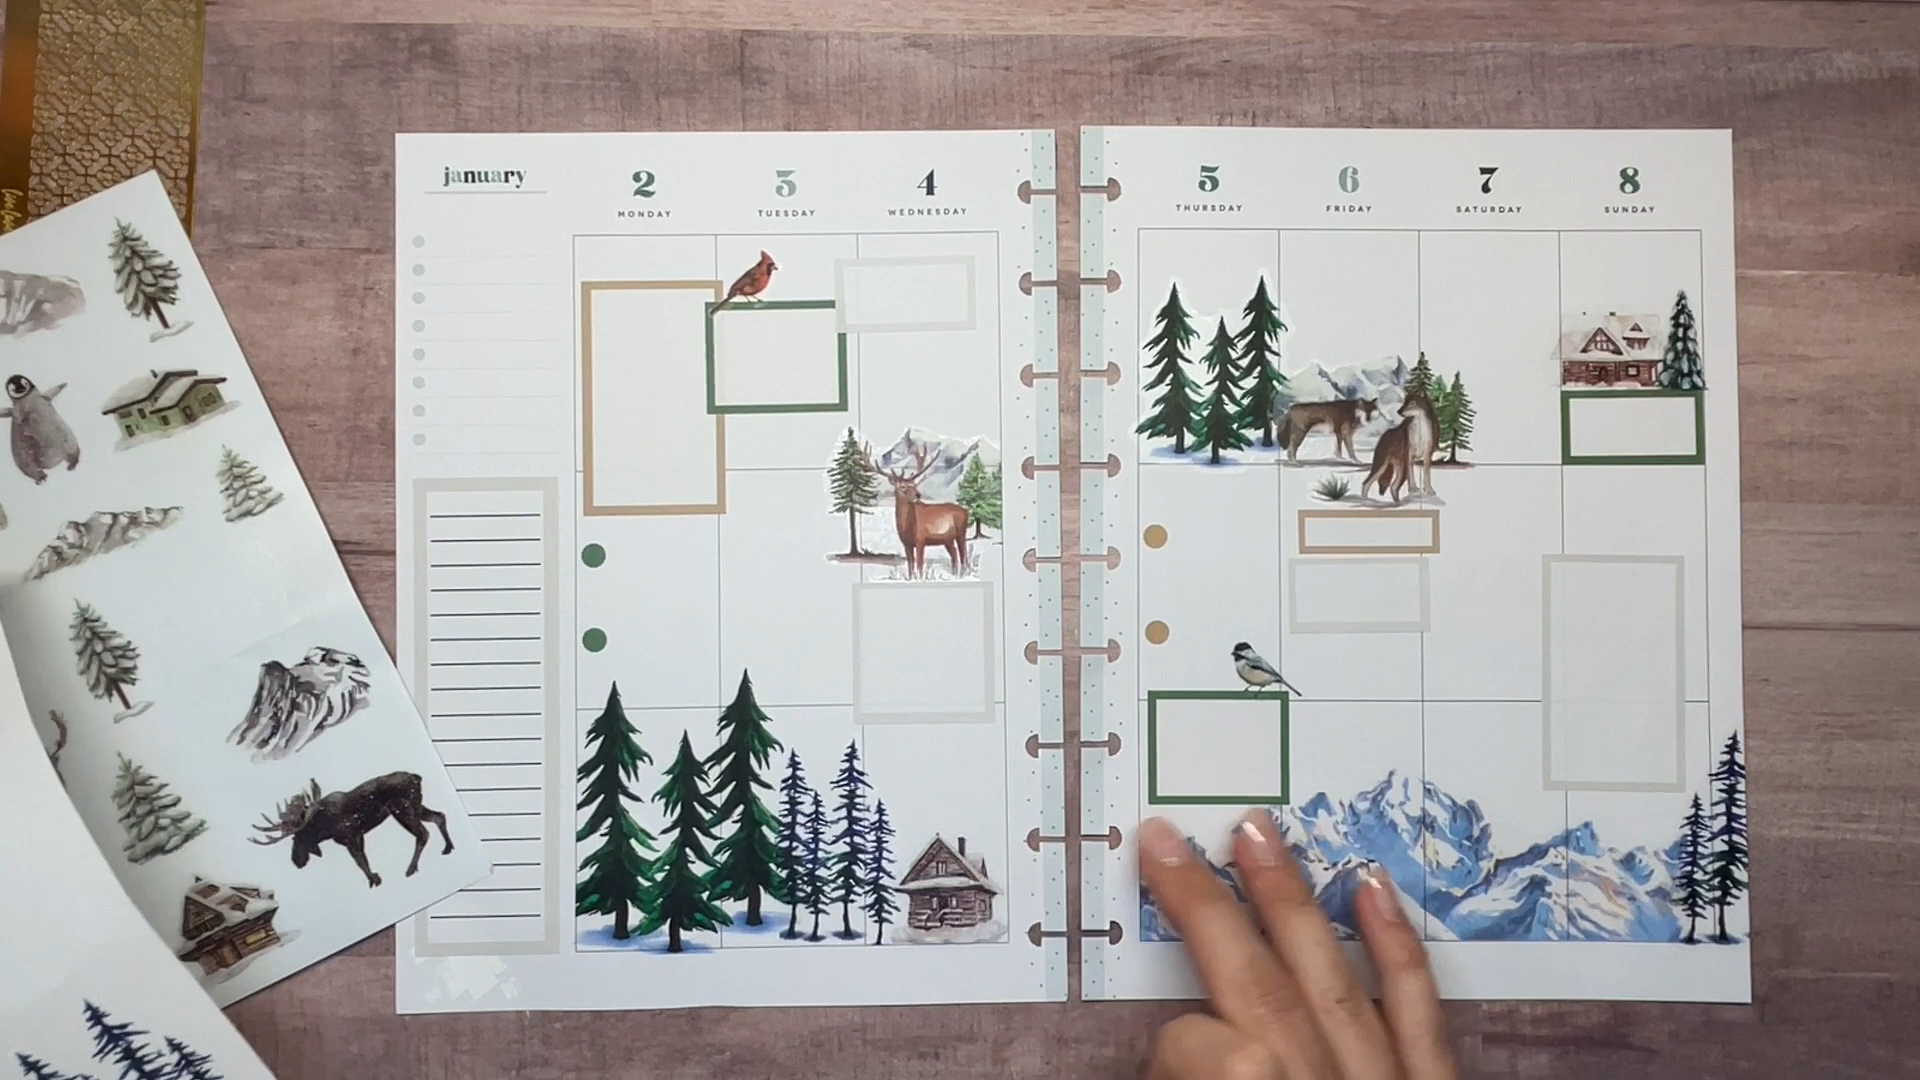 january
2 3 4
MONDAY TUESDAY WEDNESDAY
5 6 7 8
THURSDAY FRIDAY SATURDAY SUNDAY